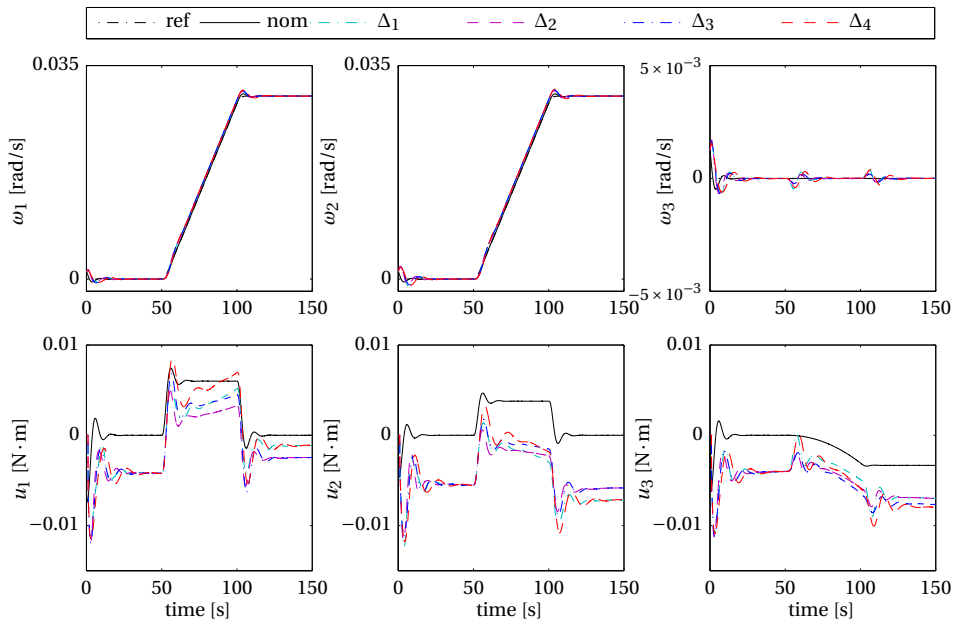 ref nom Δ₁ Δ₂ Δ₃ Δ₄
0.035 0.035 5 × 10⁻³
ω₁ [rad/s] ω₂ [rad/s] ω₃ [rad/s]
0 0 0
−5 × 10⁻³
0 50 100 150 0 50 100 150 0 50 100 150
0.01 0.01 0.01
u₁ [N · m] u₂ [N · m] u₃ [N · m]
0 0 0
−0.01 −0.01 −0.01
0 50 100 150 0 50 100 150 0 50 100 150
time [s] time [s] time [s]